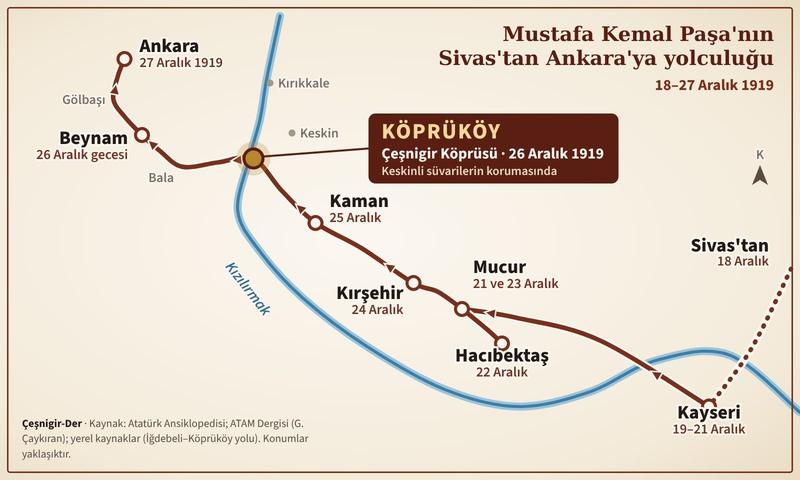 Mustafa Kemal Paşa'nın
Sivas'tan Ankara'ya yolculuğu
18–27 Aralık 1919
Ankara
27 Aralık 1919
Kırıkkale
Gölbaşı
KÖPRÜKÖY
Çeşnigir Köprüsü · 26 Aralık 1919
Keskinli süvarilerin korumasında
Keskin
Beynam
26 Aralık gecesi
Bala
K
Kaman
25 Aralık
Sivas'tan
18 Aralık
Kızılırmak
Mucur
21 ve 23 Aralık
Kırşehir
24 Aralık
Hacıbektaş
22 Aralık
Kayseri
19–21 Aralık
Çeşnigir-Der · Kaynak: Atatürk Ansiklopedisi; ATAM Dergisi (G.
Çaykıran); yerel kaynaklar (İğdebeli–Köprüköy yolu). Konumlar
yaklaşıktır.